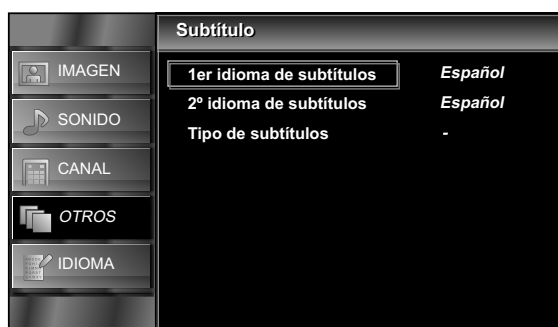 Subtítulo
IMAGEN
SONIDO
CANAL
OTROS
IDIOMA
1er idioma de subtítulos Español
2º idioma de subtítulos Español
Tipo de subtítulos -